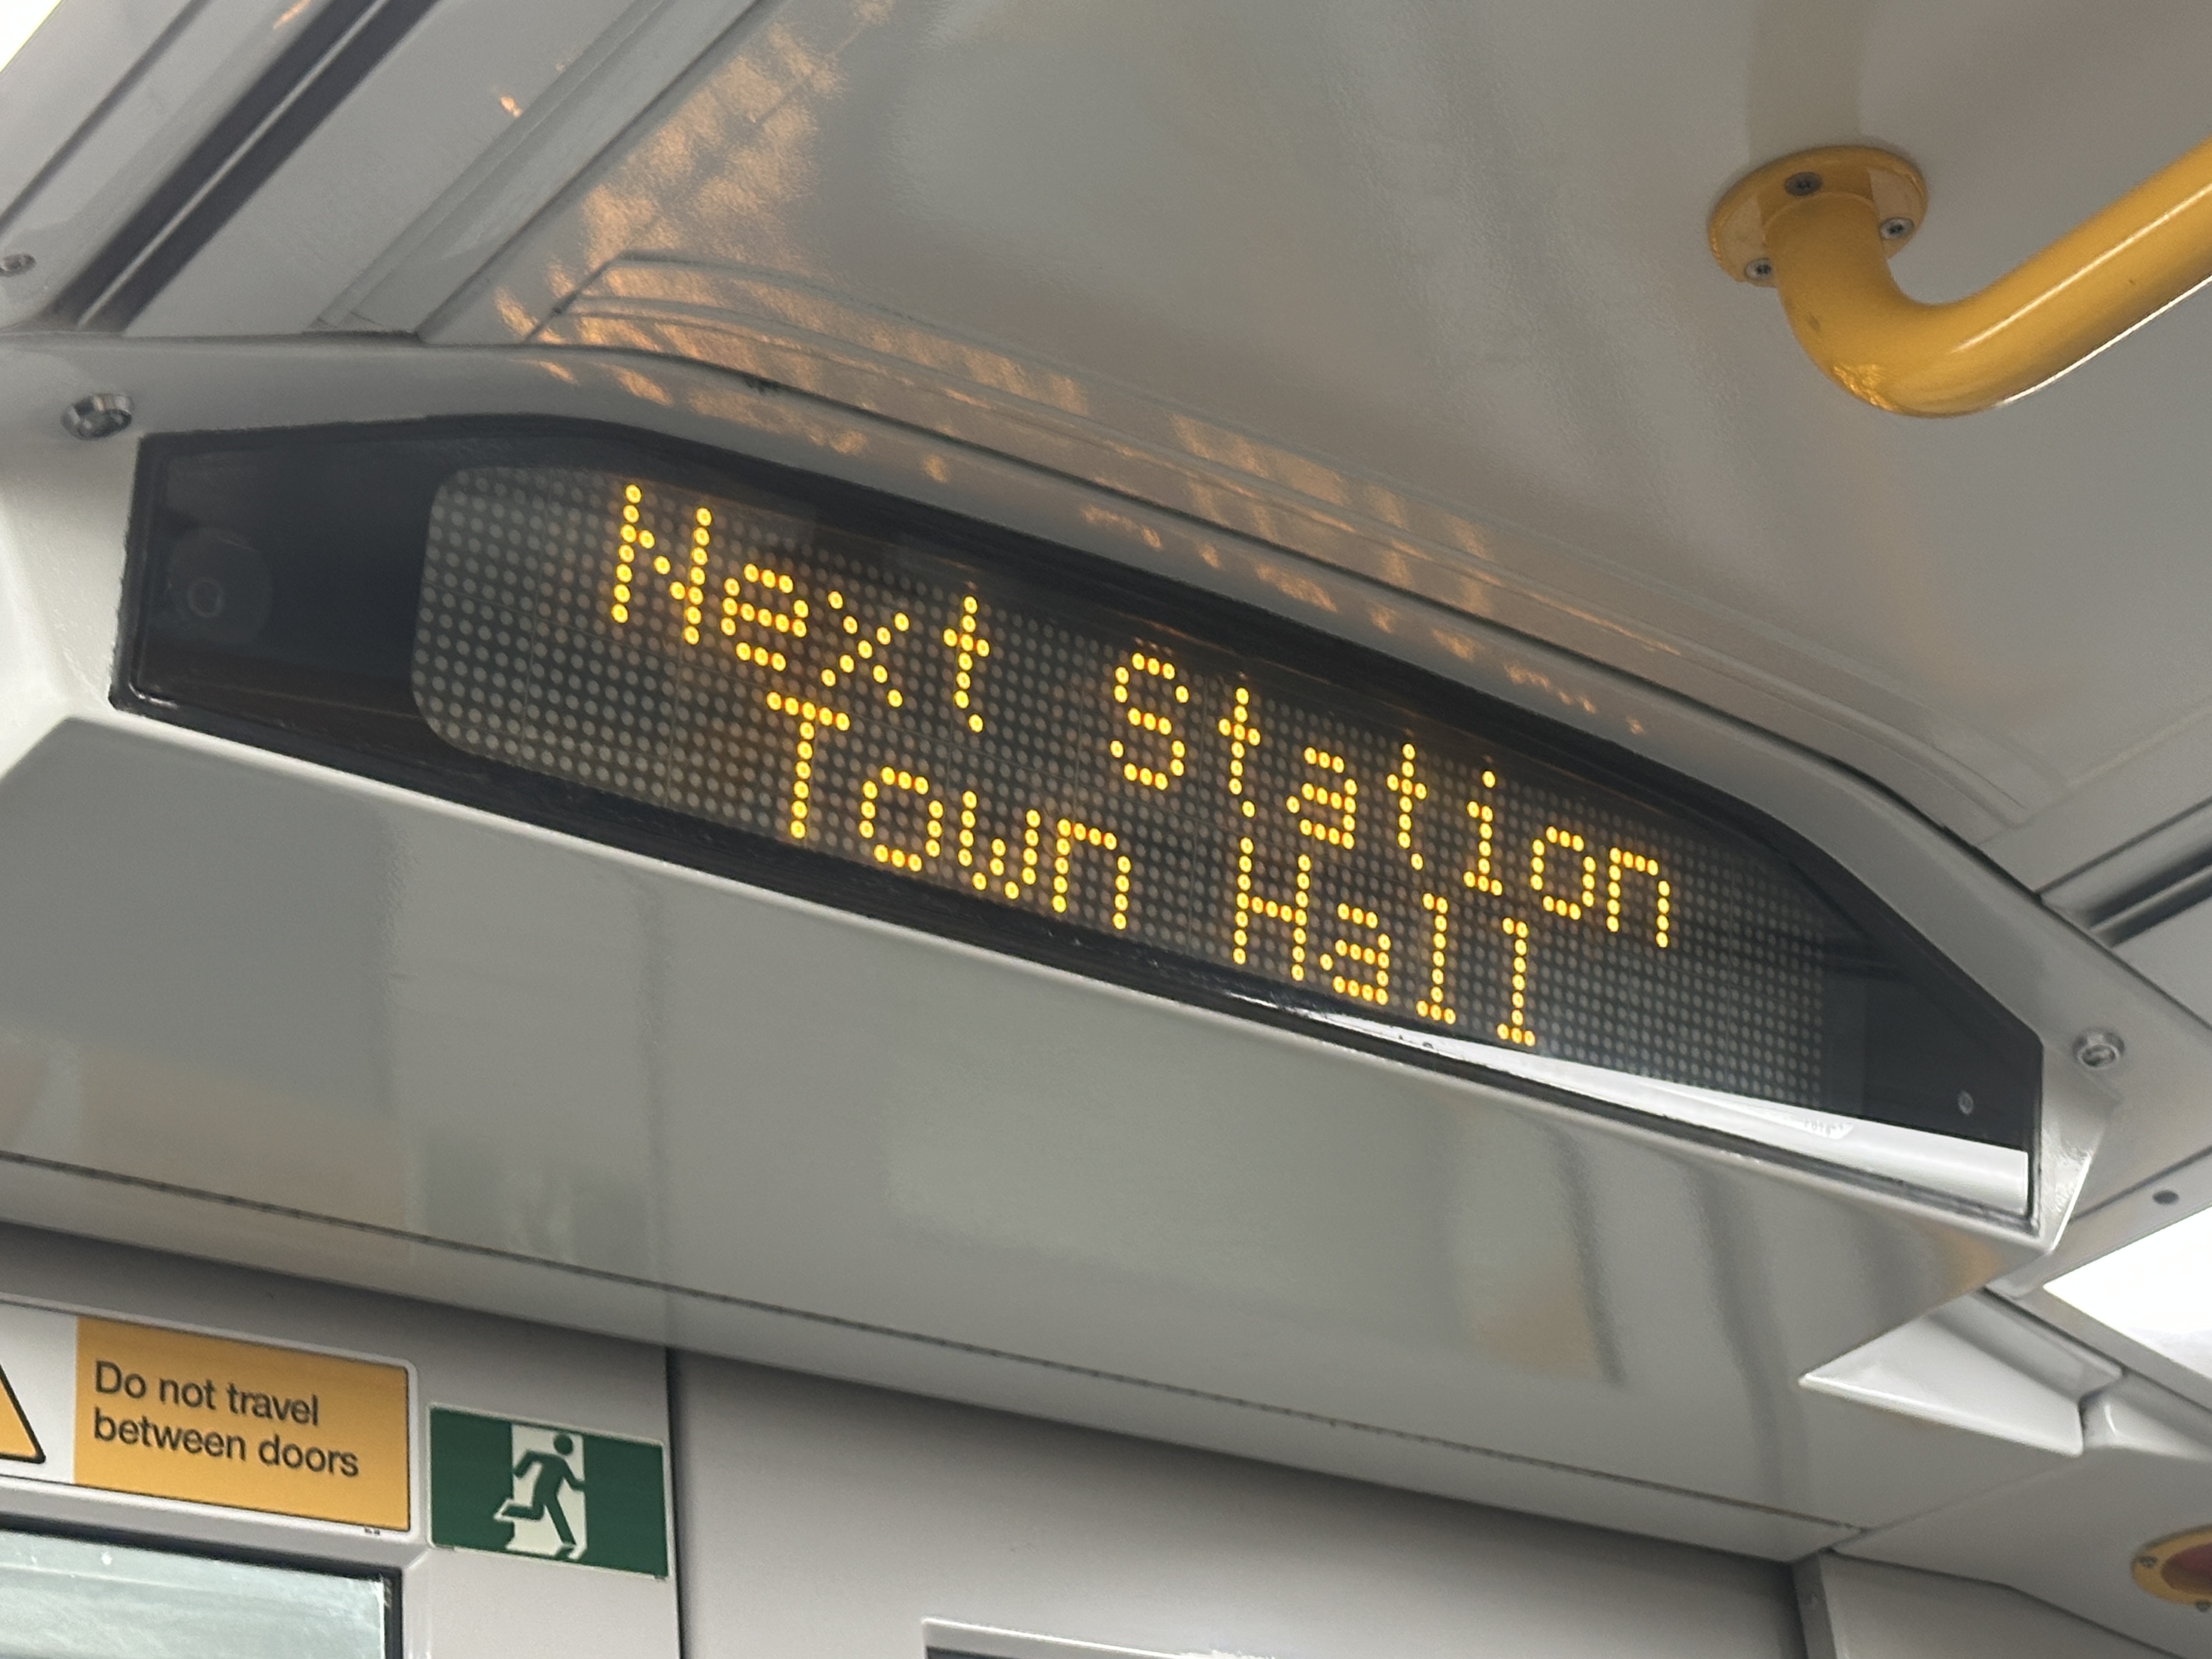 Next Station
Town Hall
Do not travel
between doors